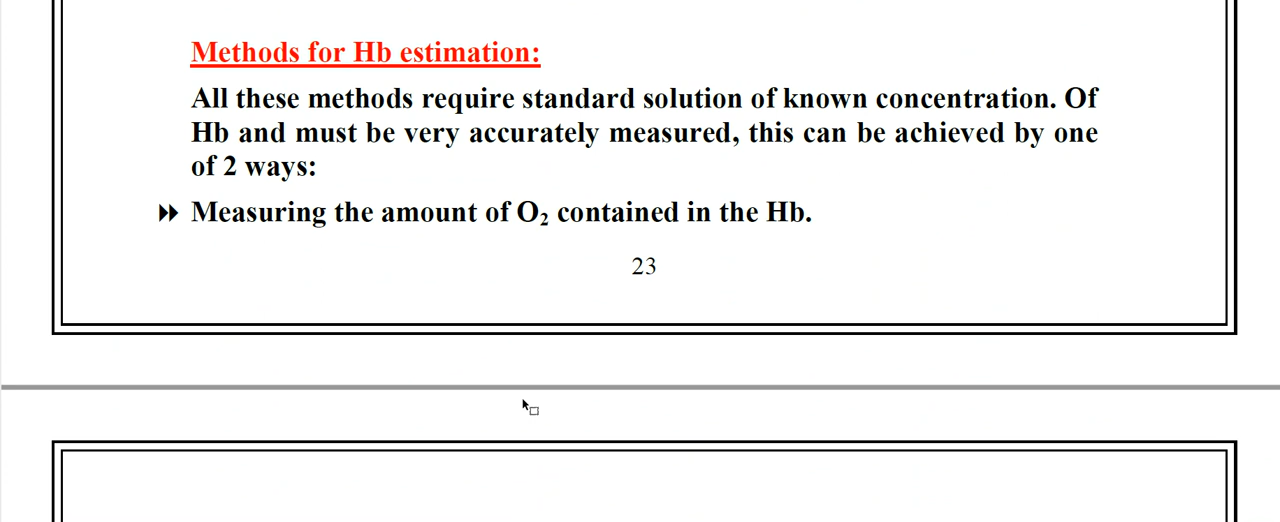 Methods for Hb estimation:
All these methods require standard solution of known concentration. Of
Hb and must be very accurately measured, this can be achieved by one
of 2 ways:
Measuring the amount of O₂ contained in the Hb.
23